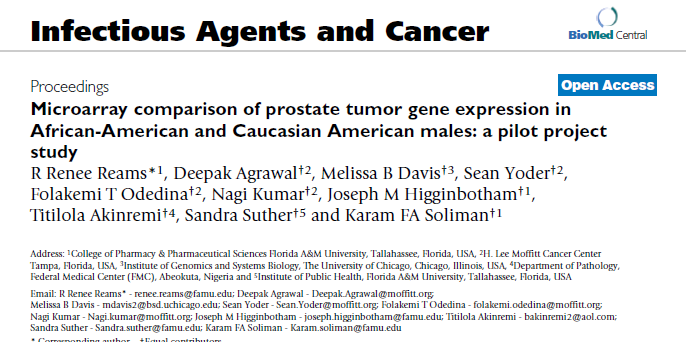 Infectious Agents and Cancer
BioMed Central
Proceedings
Open Access
Microarray comparison of prostate tumor gene expression in
African-American and Caucasian American males: a pilot project
study
R Renee Reams*1, Deepak Agrawal†2, Melissa B Davis†3, Sean Yoder†2,
Folakemi T Odedina†2, Nagi Kumar†2, Joseph M Higginbotham†1,
Titilola Akinremi†4, Sandra Suther†5 and Karam FA Soliman†1
Address: 1College of Pharmacy & Pharmaceutical Sciences Florida A&M University, Tallahassee, Florida, USA, 2H. Lee Moffitt Cancer Center
Tampa, Florida, USA, 3Institute of Genomics and Systems Biology, The University of Chicago, Chicago, Illinois, USA, 4Department of Pathology,
Federal Medical Center (FMC), Abeokuta, Nigeria and 5Institute of Public Health, Florida A&M University, Tallahassee, Florida, USA
Email: R Renee Reams* - renee.reams@famu.edu; Deepak Agrawal - Deepak.Agrawal@moffitt.org;
Melissa B Davis - mdavis2@bsd.uchicago.edu; Sean Yoder - Sean.Yoder@moffitt.org; Folakemi T Odedina - folakemi.odedina@moffitt.org;
Nagi Kumar - Nagi.kumar@moffitt.org; Joseph M Higginbotham - joseph.higginbotham@famu.edu; Titilola Akinremi - bakinremi2@aol.com;
Sandra Suther - Sandra.suther@famu.edu; Karam FA Soliman - Karam.soliman@famu.edu
* Corresponding author †Equal contributors